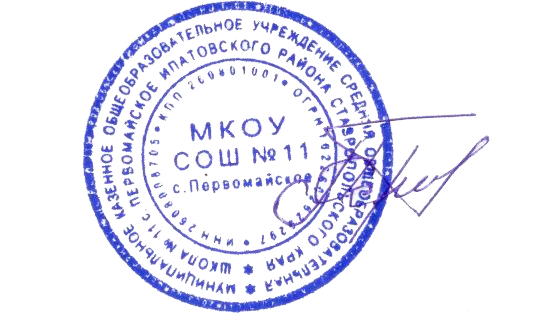 МУНИЦИПАЛЬНОЕ КАЗЕННОЕ ОБЩЕОБРАЗОВАТЕЛЬНОЕ УЧРЕЖДЕНИЕ СРЕДНЯЯ ОБЩЕОБРАЗОВАТЕЛЬНАЯ
ШКОЛА № 11 С. ПЕРВОМАЙСКОЕ ИПАТОВСКОГО РАЙОНА СТАВРОПОЛЬСКОГО КРАЯ
ИНН 2608008705 * КПП 260801001 * ОГРН
МКОУ
СОШ №11
с.Первомайское